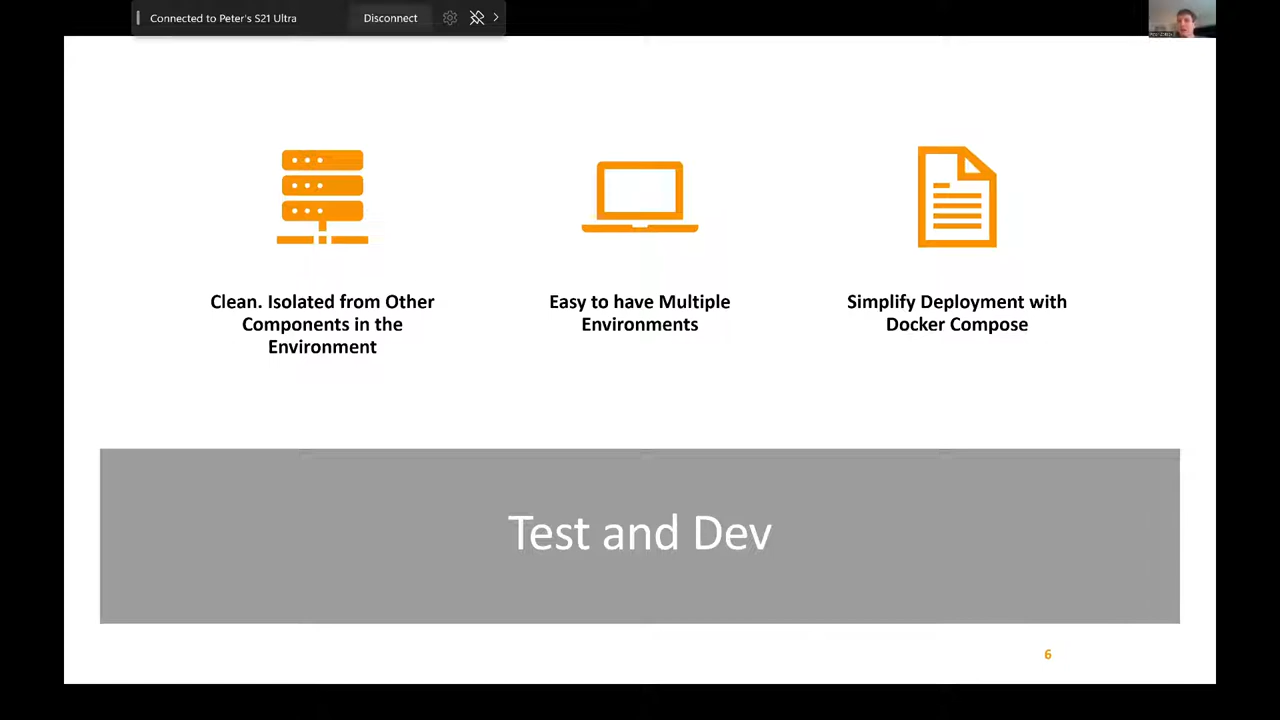 Connected to Peter's S21 Ultra
Disconnect
Clean. Isolated from Other
Components in the
Environment
Easy to have Multiple
Environments
Simplify Deployment with
Docker Compose
Test and Dev
6